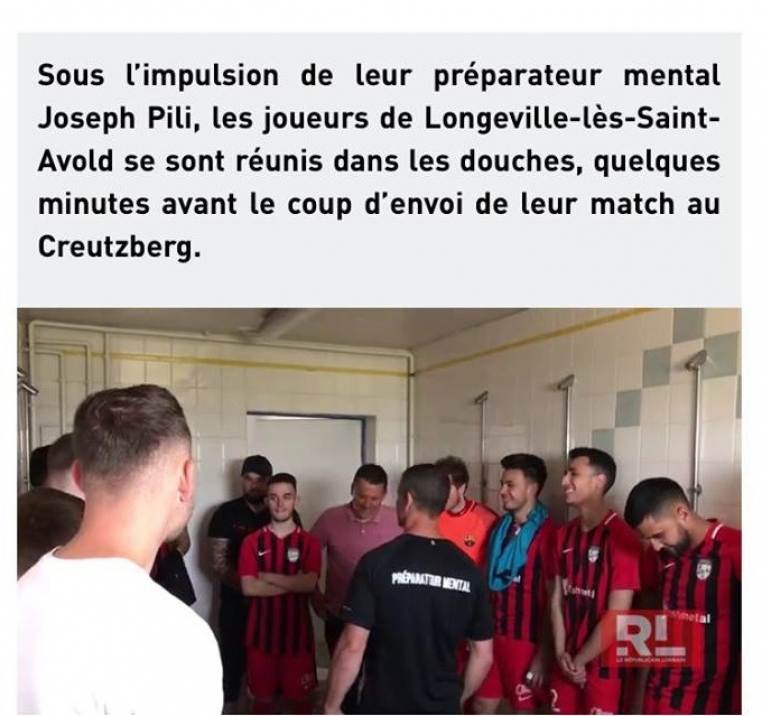 Sous l'impulsion de leur préparateur mental
Joseph Pili, les joueurs de Longeville-lès-Saint-
Avold se sont réunis dans les douches, quelques
minutes avant le coup d'envoi de leur match au
Creutzberg.
PRÉPARATEUR MENTAL
RL
LE RÉPUBLICAIN LORRAIN